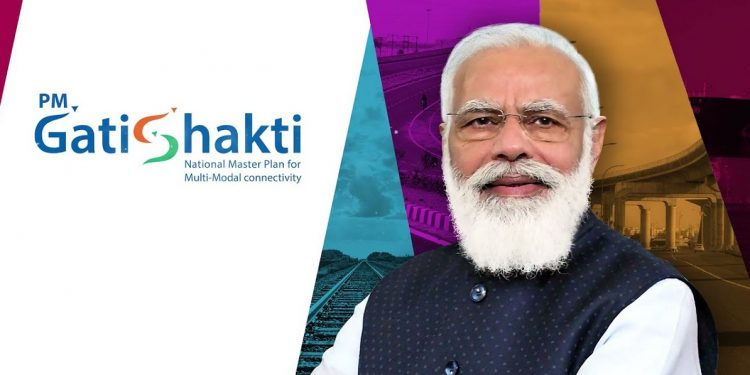 PM
GatiShakti
National Master Plan for
Multi-Modal connectivity